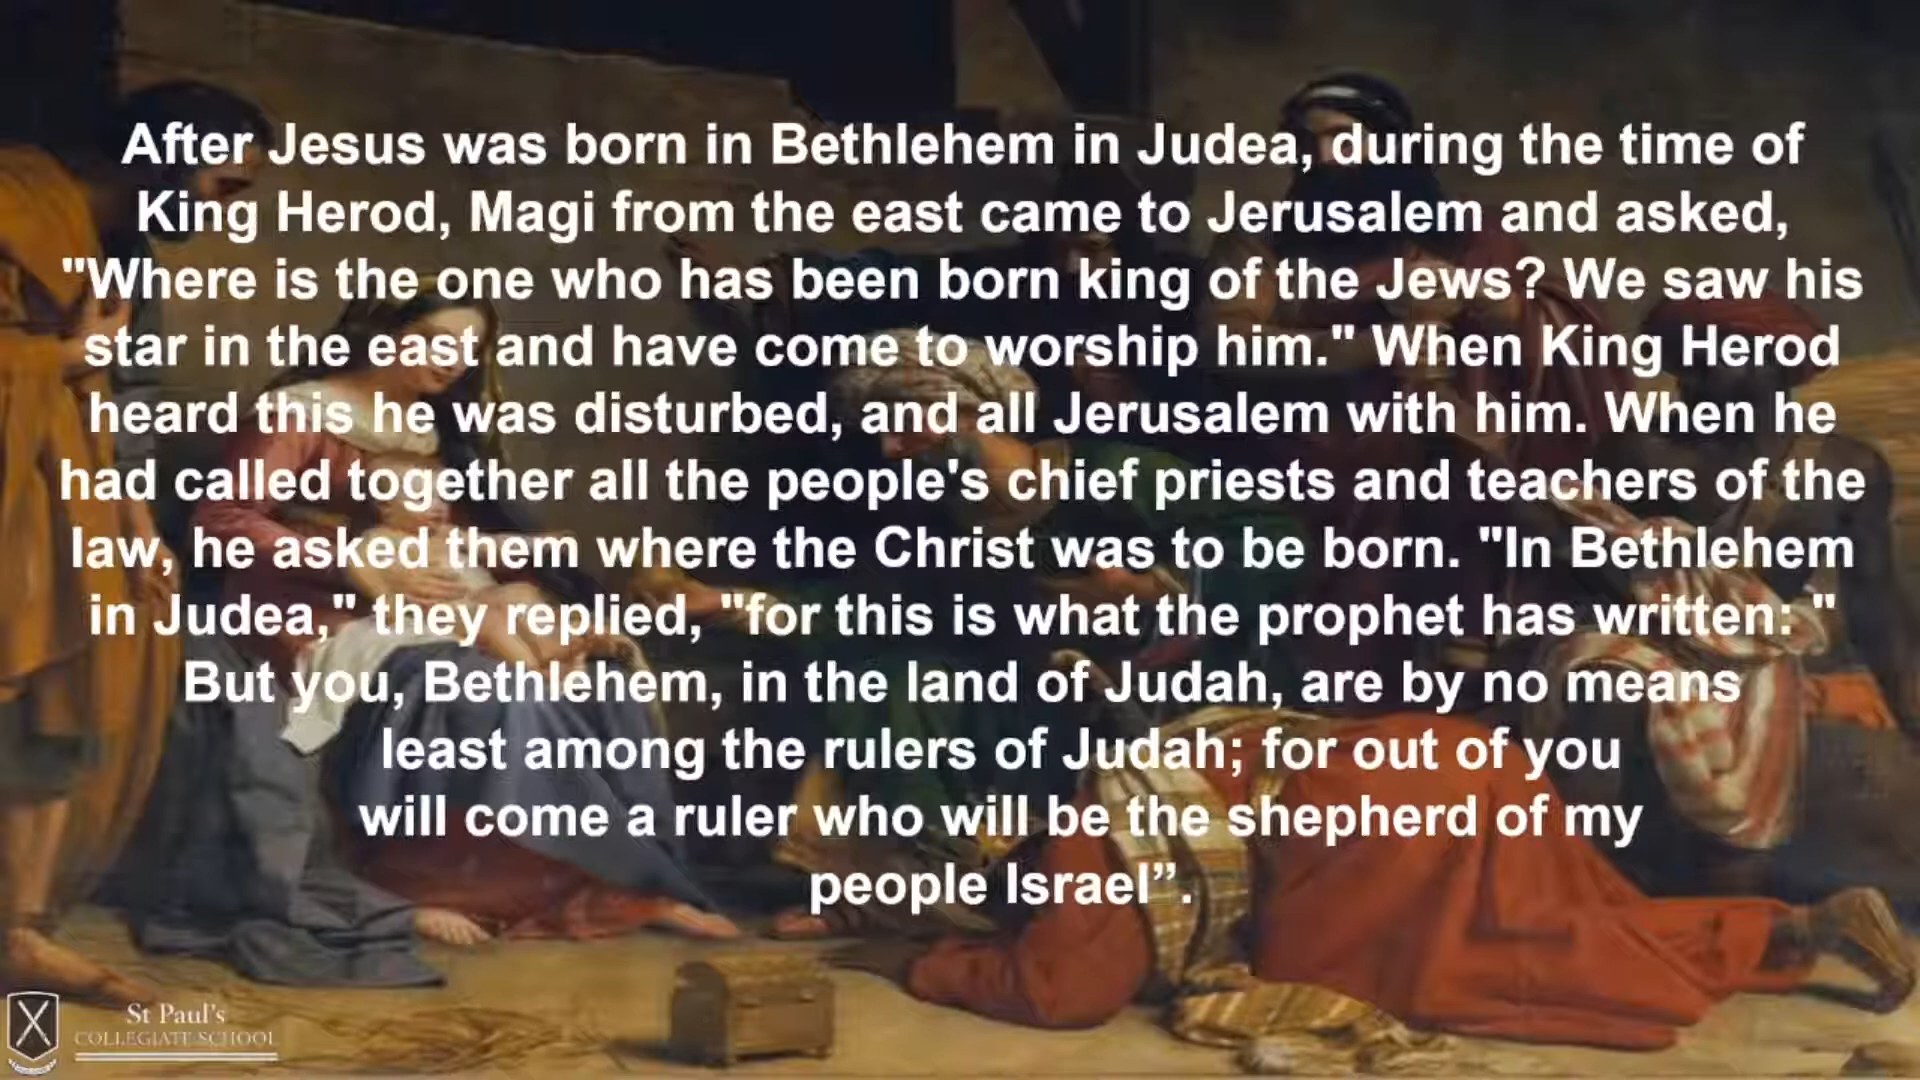 After Jesus was born in Bethlehem in Judea, during the time of
King Herod, Magi from the east came to Jerusalem and asked,
"Where is the one who has been born king of the Jews? We saw his
star in the east and have come to worship him." When King Herod
heard this he was disturbed, and all Jerusalem with him. When he
had called together all the people's chief priests and teachers of the
law, he asked them where the Christ was to be born. "In Bethlehem
in Judea," they replied, "for this is what the prophet has written: "
But you, Bethlehem, in the land of Judah, are by no means
least among the rulers of Judah; for out of you
will come a ruler who will be the shepherd of my
people Israel”.
St Paul's
COLLEGIATE SCHOOL